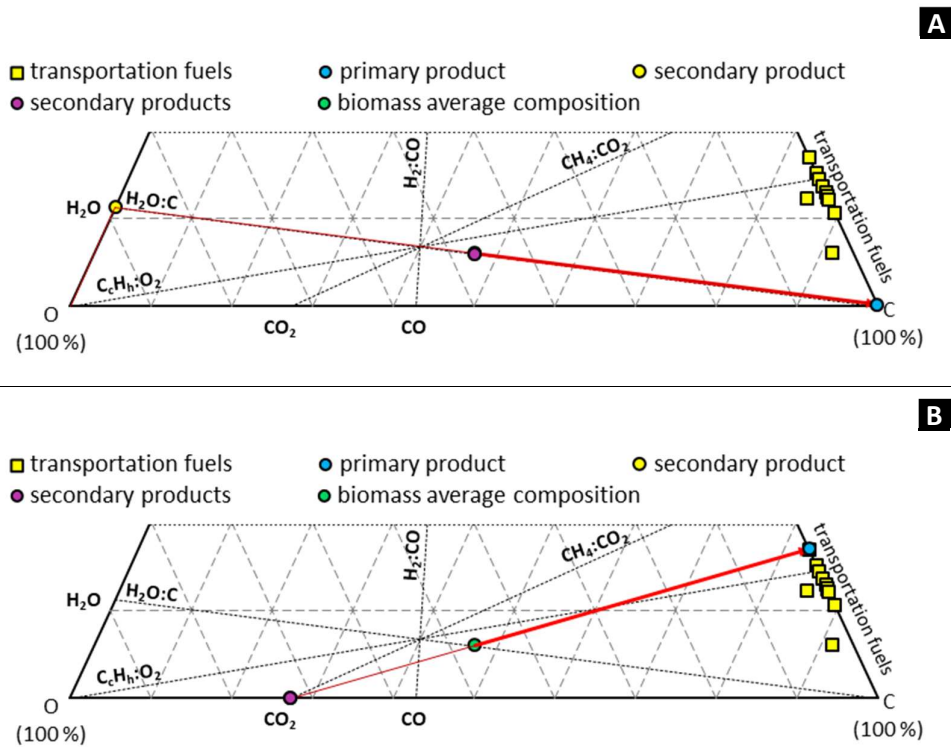 A
transportation fuels primary product secondary product
secondary products biomass average composition
H₂:CO
CH₄:CO₂
transportation fuels
H₂O H₂O:C
CcHh:O₂
O C
CO₂ CO
(100 %) (100 %)
B
transportation fuels primary product secondary product
secondary products biomass average composition
H₂:CO
CH₄:CO₂
transportation fuels
H₂O H₂O:C
CcHh:O₂
O C
CO₂ CO
(100 %) (100 %)